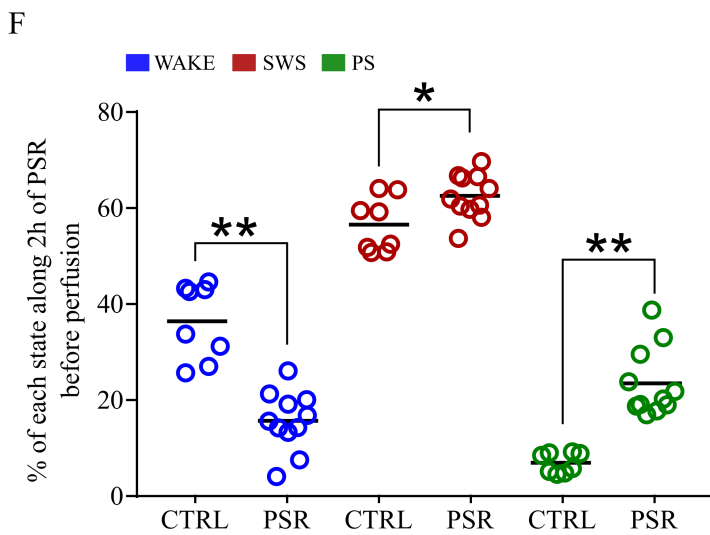 F
WAKE SWS PS
% of each state along 2h of PSR
before perfusion
80
60
40
20
0
**
*
**
CTRL PSR CTRL PSR CTRL PSR